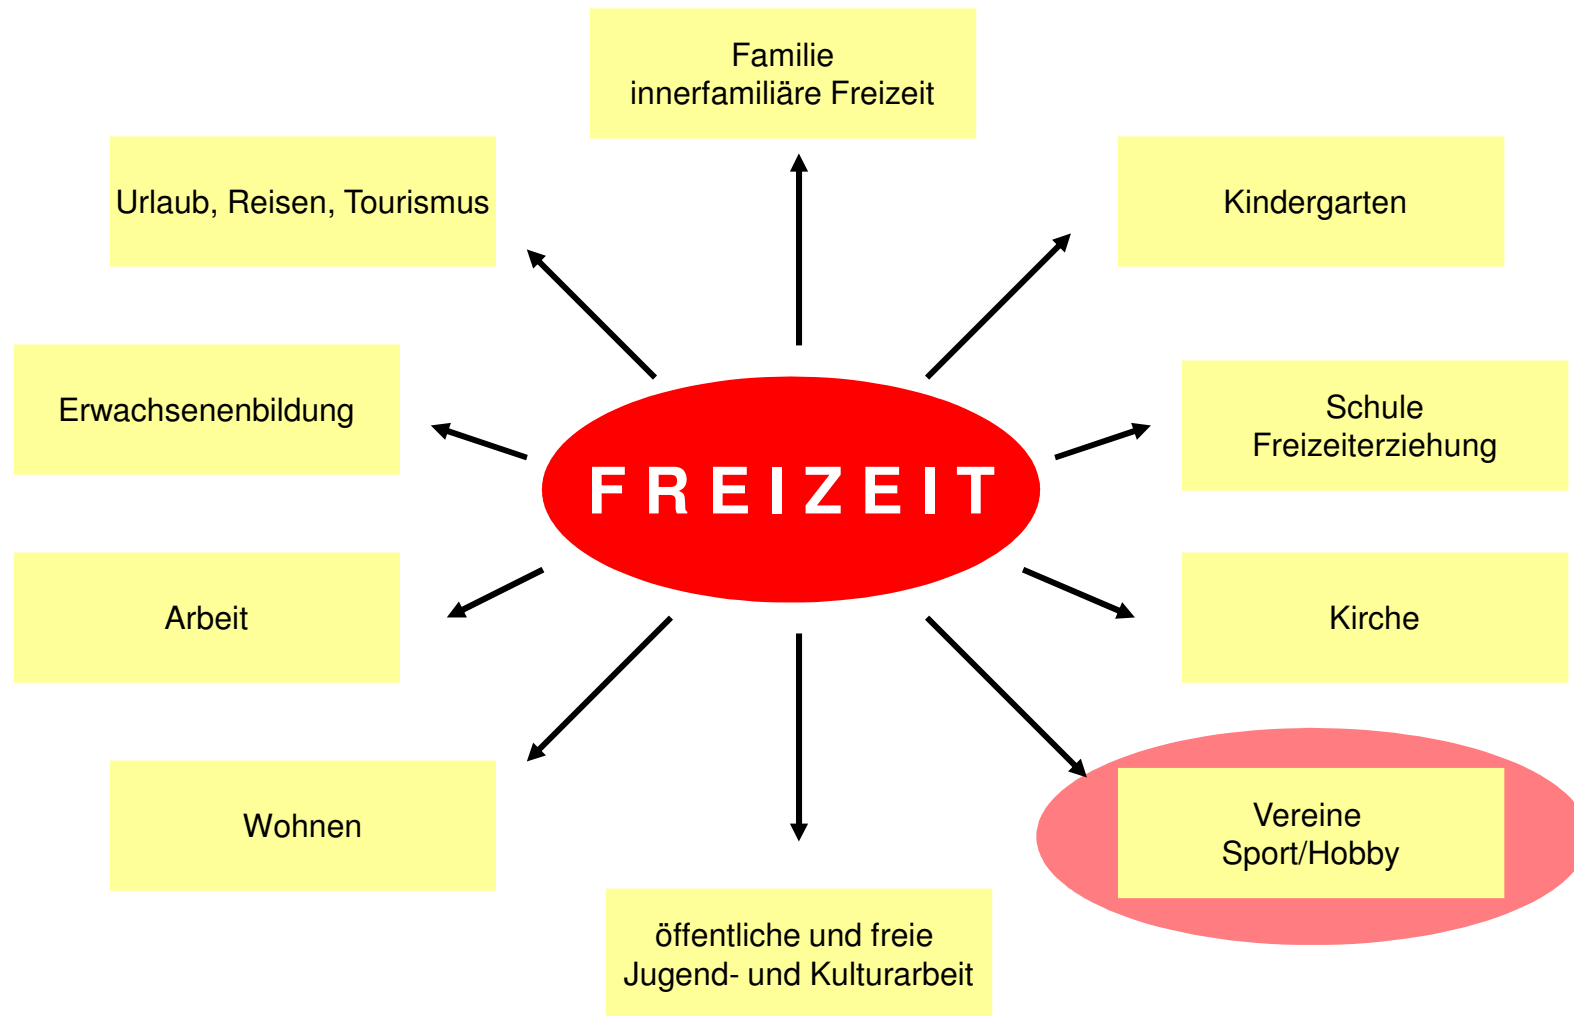 Familie
innerfamiliäre Freizeit
Urlaub, Reisen, Tourismus
Kindergarten
Erwachsenenbildung
Schule
Freizeiterziehung
F R E I Z E I T
Arbeit
Kirche
Wohnen
Vereine
Sport/Hobby
öffentliche und freie
Jugend- und Kulturarbeit